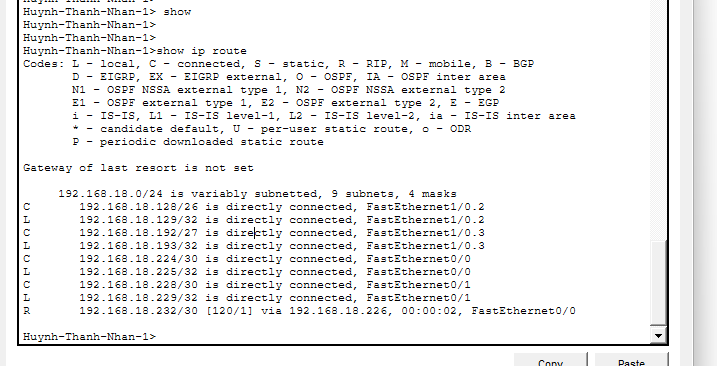 Huynh-Thanh-Nhan-1> show
Huynh-Thanh-Nhan-1>
Huynh-Thanh-Nhan-1>
Huynh-Thanh-Nhan-1>show ip route
Codes: L - local, C - connected, S - static, R - RIP, M - mobile, B - BGP
D - EIGRP, EX - EIGRP external, O - OSPF, IA - OSPF inter area
N1 - OSPF NSSA external type 1, N2 - OSPF NSSA external type 2
E1 - OSPF external type 1, E2 - OSPF external type 2, E - EGP
i - IS-IS, L1 - IS-IS level-1, L2 - IS-IS level-2, ia - IS-IS inter area
* - candidate default, U - per-user static route, o - ODR
P - periodic downloaded static route
Gateway of last resort is not set
192.168.18.0/24 is variably subnetted, 9 subnets, 4 masks
C 192.168.18.128/26 is directly connected, FastEthernet1/0.2
L 192.168.18.129/32 is directly connected, FastEthernet1/0.2
C 192.168.18.192/27 is directly connected, FastEthernet1/0.3
L 192.168.18.193/32 is directly connected, FastEthernet1/0.3
C 192.168.18.224/30 is directly connected, FastEthernet0/0
L 192.168.18.225/32 is directly connected, FastEthernet0/0
C 192.168.18.228/30 is directly connected, FastEthernet0/1
L 192.168.18.229/32 is directly connected, FastEthernet0/1
R 192.168.18.232/30 [120/1] via 192.168.18.226, 00:00:02, FastEthernet0/0
Huynh-Thanh-Nhan-1>
Copy Paste